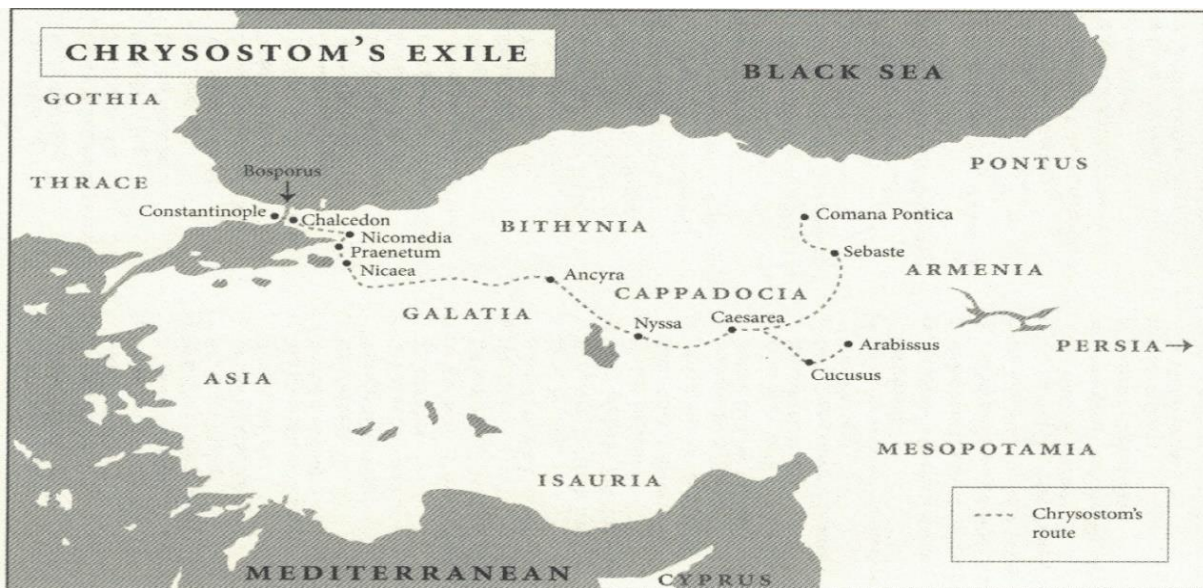 CHRYSOSTOM'S EXILE
BLACK SEA
GOTHIA
PONTUS
THRACE
Bosporus
Constantinople
Chalcedon
Comana Pontica
BITHYNIA
Nicomedia
Praenetum
Sebaste
Nicaea
Ancyra
ARMENIA
CAPPADOCIA
GALATIA
Nyssa
Caesarea
Arabissus
PERSIA→
ASIA
Cucusus
MESOPOTAMIA
ISAURIA
Chrysostom's
route
MEDITERRANEAN
CYPRUS